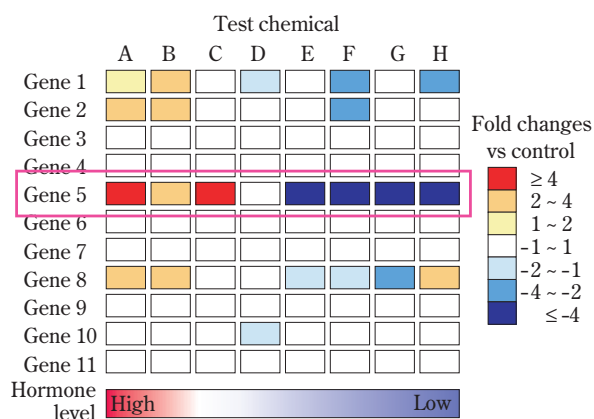 Test chemical
A B C D E F G H
Gene 1
Gene 2
Gene 3
Gene 4
Gene 5
Gene 6
Gene 7
Gene 8
Gene 9
Gene 10
Gene 11
Hormone
level
High
Low
Fold changes
vs control
≥ 4
2 ~ 4
1 ~ 2
-1 ~ 1
-2 ~ -1
-4 ~ -2
≤ -4